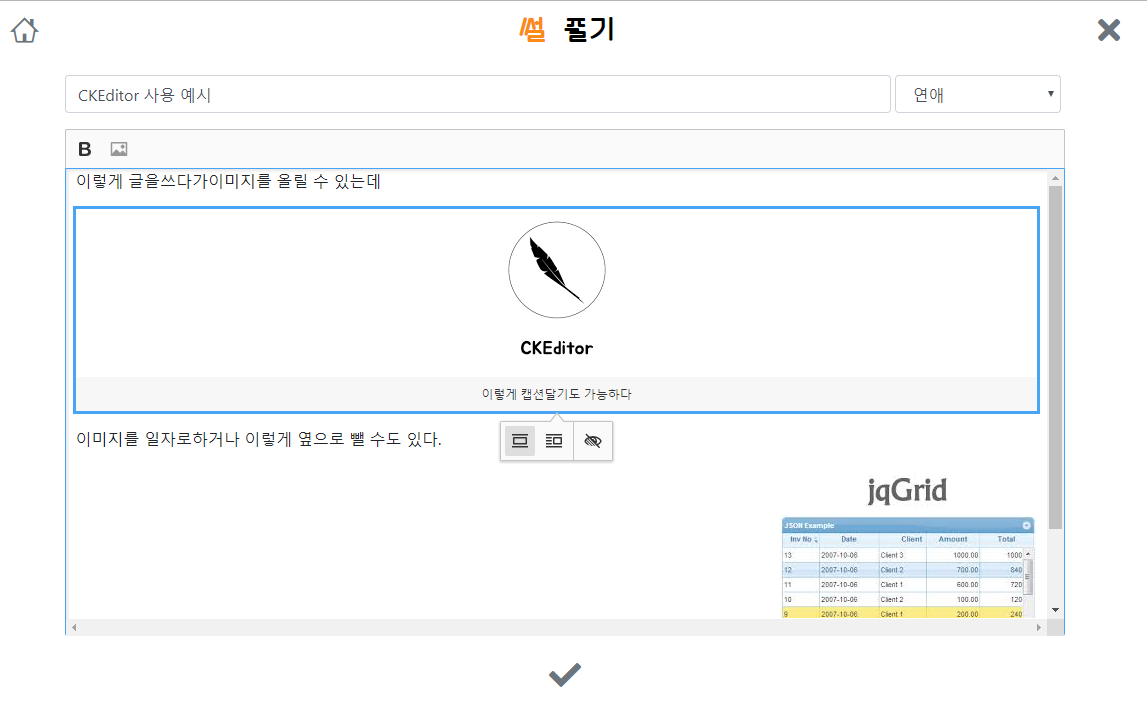 썰 풀기
CKEditor 사용 예시
연애
B
이렇게 글을쓰다가이미지를 올릴 수 있는데
CKEditor
이렇게 캡션달기도 가능하다
이미지를 일자로하거나 이렇게 옆으로 뺄 수도 있다.
jqGrid
JSON Example
Inv No Date Client Amount Total
13 2007-10-06 Client 3 1000.00 1000
12 2007-10-06 Client 2 700.00 840
11 2007-10-06 Client 1 600.00 720
10 2007-10-06 Client 2 100.00 120
9 2007-10-06 Client 1 200.00 240